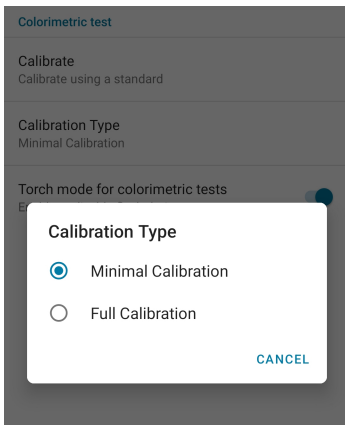 Colorimetric test
Calibrate
Calibrate using a standard
Calibration Type
Minimal Calibration
Torch mode for colorimetric tests
Calibration Type
Minimal Calibration
Full Calibration
CANCEL